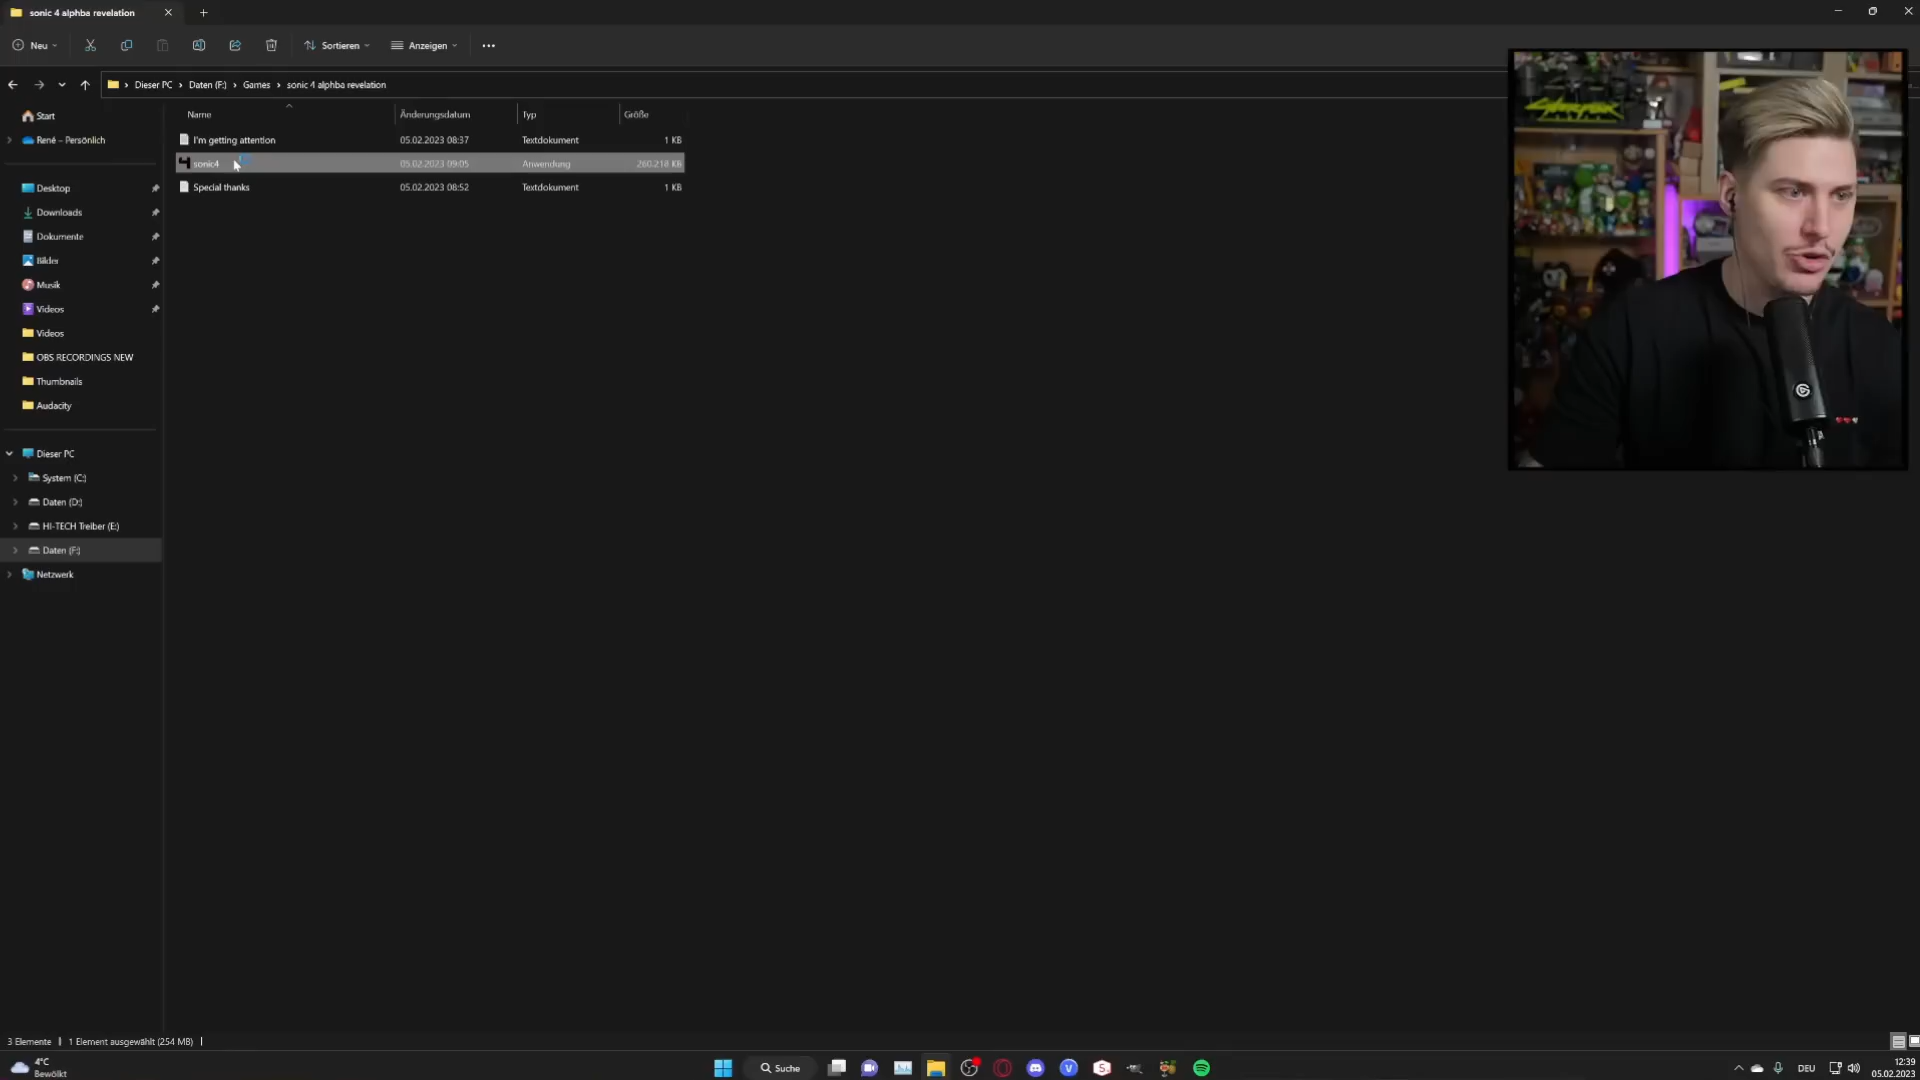 sonic 4 alphba revelation
Neu
Sortieren
Anzeigen
Dieser PC
Daten (F:)
Games
sonic 4 alphba revelation
Name
Änderungsdatum
Typ
Größe
I'm getting attention
05.02.2023 08:37
Textdokument
1 KB
sonic4
05.02.2023 09:05
Anwendung
260.218 KB
Special thanks
05.02.2023 08:52
Textdokument
1 KB
Start
René – Persönlich
Desktop
Downloads
Dokumente
Bilder
Musik
Videos
Videos
OBS RECORDINGS NEW
Thumbnails
Audacity
Dieser PC
System (C:)
Daten (D:)
HI-TECH Treiber (E:)
Daten (F:)
Netzwerk
3 Elemente
1 Element ausgewählt (254 MB)
4°C
Bewölkt
Suche
DEU
12:39
05.02.2023